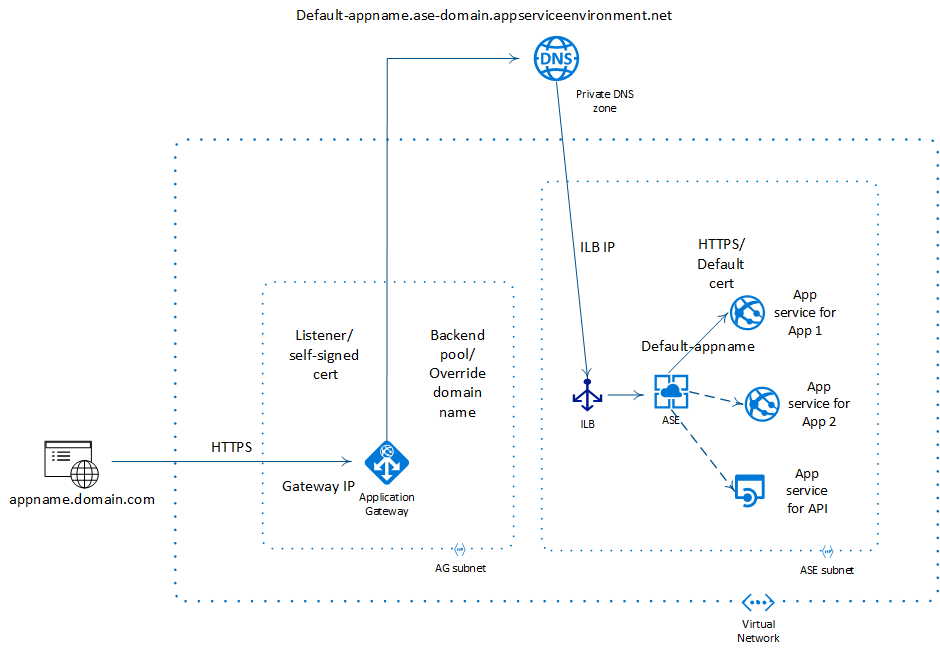 Default-appname.ase-domain.appserviceenvironment.net
DNS
Private DNS
zone
ILB IP
HTTPS/
Default
cert
App
service for
App 1
Listener/
self-signed
cert
Backend
pool/
Override
domain
name
Default-appname
App
service for
App 2
ILB
ASE
HTTPS
appname.domain.com
Gateway IP
Application
Gateway
App
service
for API
AG subnet
ASE subnet
Virtual
Network